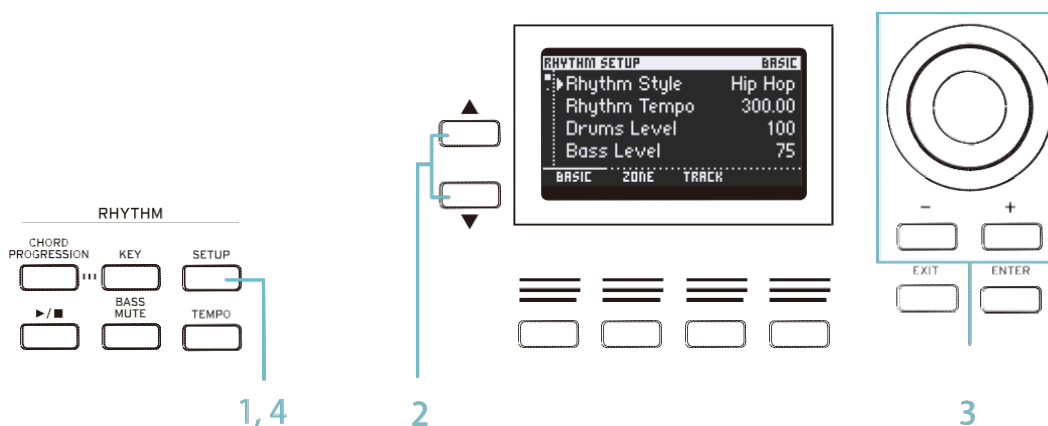 RHYTHM
CHORD
PROGRESSION
KEY
SETUP
▶/■
BASS
MUTE
TEMPO
1, 4
▲
▼
2
RHYTHM SETUP BASIC
Rhythm Style Hip Hop
Rhythm Tempo 300.00
Drums Level 100
Bass Level 75
BASIC ZONE TRACK
- +
EXIT ENTER
3